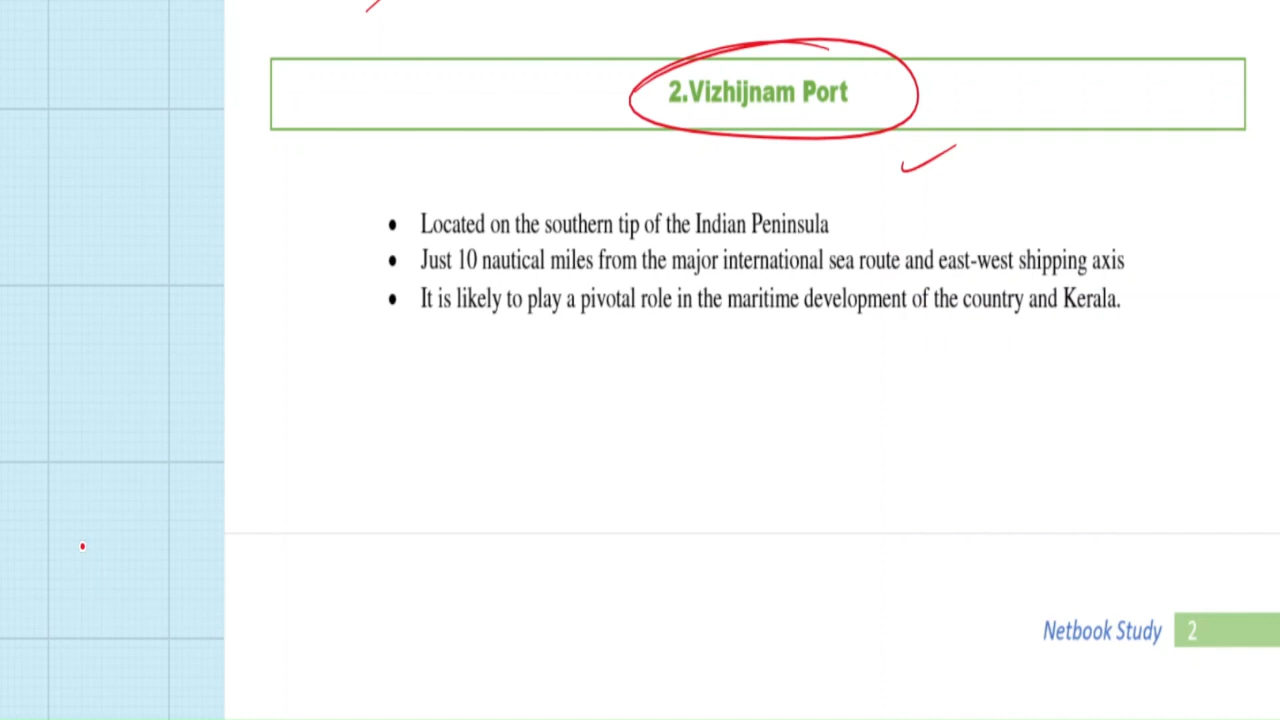 2.Vizhijnam Port
• Located on the southern tip of the Indian Peninsula
• Just 10 nautical miles from the major international sea route and east-west shipping axis
• It is likely to play a pivotal role in the maritime development of the country and Kerala.
Netbook Study 2